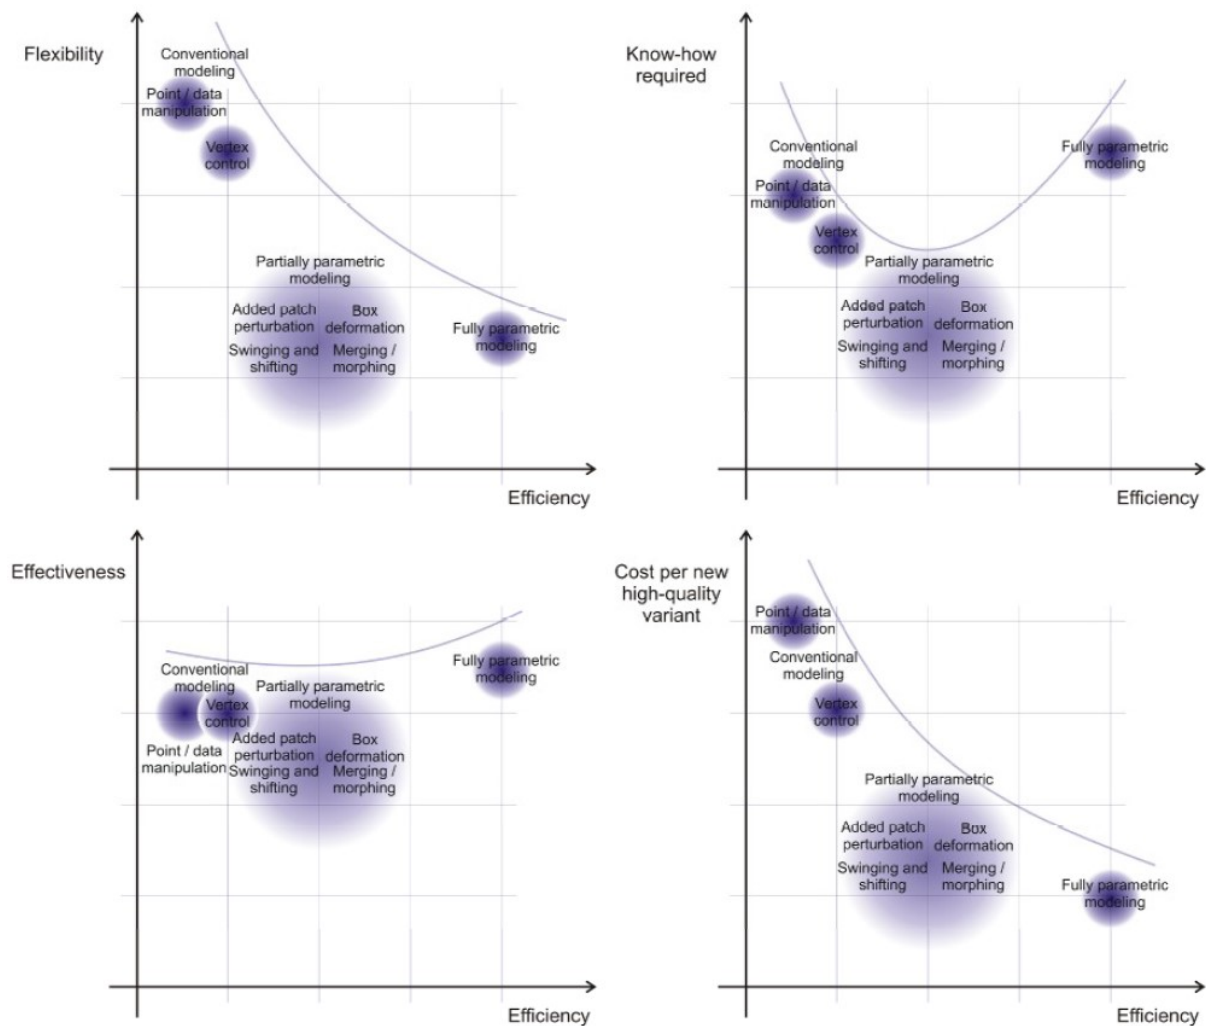 Flexibility
Conventional
modeling
Point / data
manipulation
Vertex
control
Partially parametric
modeling
Added patch
perturbation
Box
deformation
Swinging and
shifting
Merging /
morphing
Fully parametric
modeling
Efficiency
Know-how
required
Conventional
modeling
Point / data
manipulation
Vertex
control
Fully parametric
modeling
Partially parametric
modeling
Added patch
perturbation
Box
deformation
Swinging and
shifting
Merging /
morphing
Efficiency
Effectiveness
Conventional
modeling
Vertex
control
Point / data
manipulation
Partially parametric
modeling
Added patch
perturbation
Box
deformation
Swinging and
shifting
Merging /
morphing
Fully parametric
modeling
Efficiency
Cost per new
high-quality
variant
Point / data
manipulation
Conventional
modeling
Vertex
control
Partially parametric
modeling
Added patch
perturbation
Box
deformation
Swinging and
shifting
Merging /
morphing
Fully parametric
modeling
Efficiency